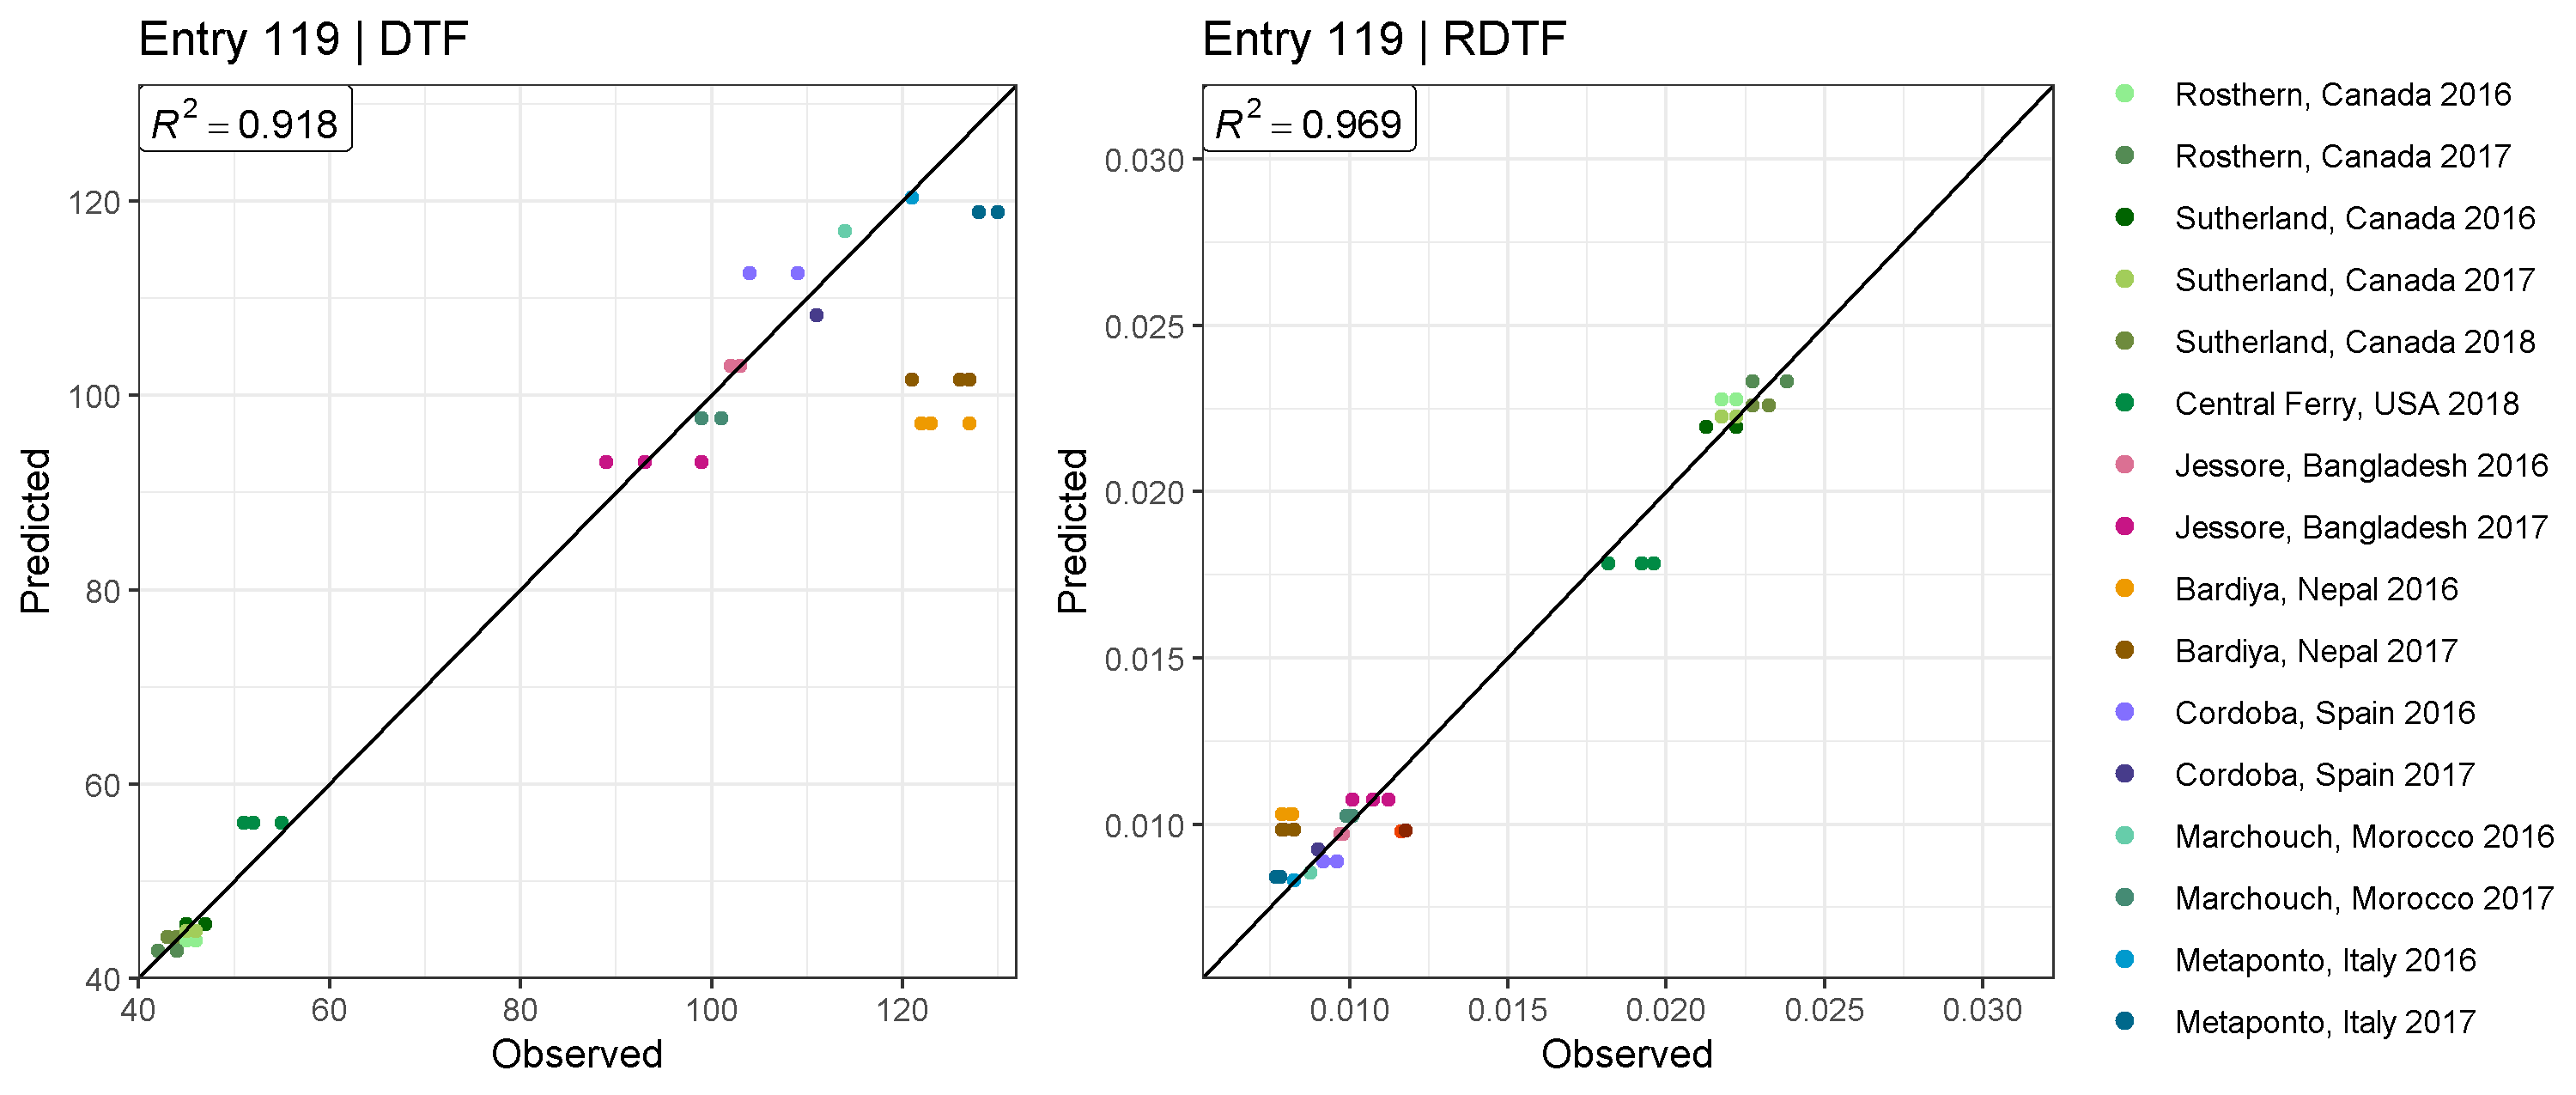 Entry 119 | DTF
R² = 0.918
120
100
80
60
40
Predicted
40 60 80 100 120
Observed
Entry 119 | RDTF
R² = 0.969
0.030
0.025
0.020
0.015
0.010
Predicted
0.010 0.015 0.020 0.025 0.030
Observed
Rosthern, Canada 2016
Rosthern, Canada 2017
Sutherland, Canada 2016
Sutherland, Canada 2017
Sutherland, Canada 2018
Central Ferry, USA 2018
Jessore, Bangladesh 2016
Jessore, Bangladesh 2017
Bardiya, Nepal 2016
Bardiya, Nepal 2017
Cordoba, Spain 2016
Cordoba, Spain 2017
Marchouch, Morocco 2016
Marchouch, Morocco 2017
Metaponto, Italy 2016
Metaponto, Italy 2017